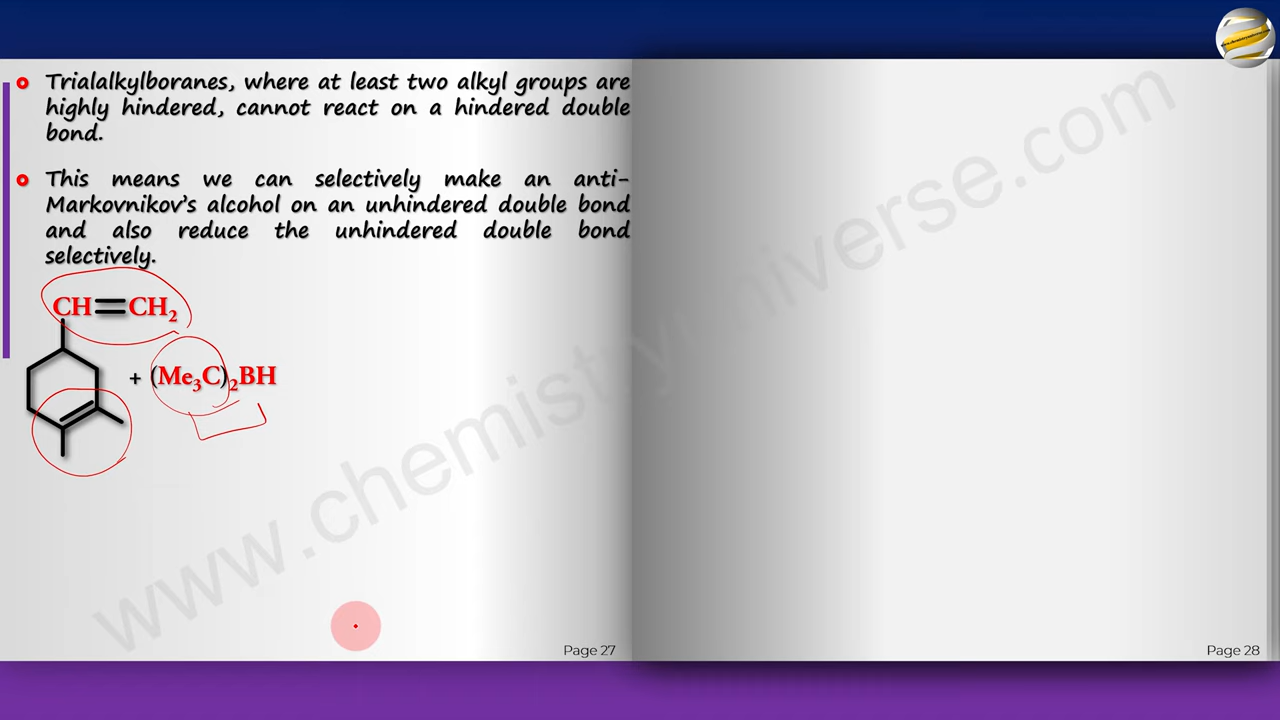 Trialalkylboranes, where at least two alkyl groups are
highly hindered, cannot react on a hindered double
bond.
This means we can selectively make an anti-
Markovnikov's alcohol on an unhindered double bond
and also reduce the unhindered double bond
selectively.
CH=CH₂
+ (Me₃C)₂BH
www.chemistryuniverse.com
Page 27
Page 28